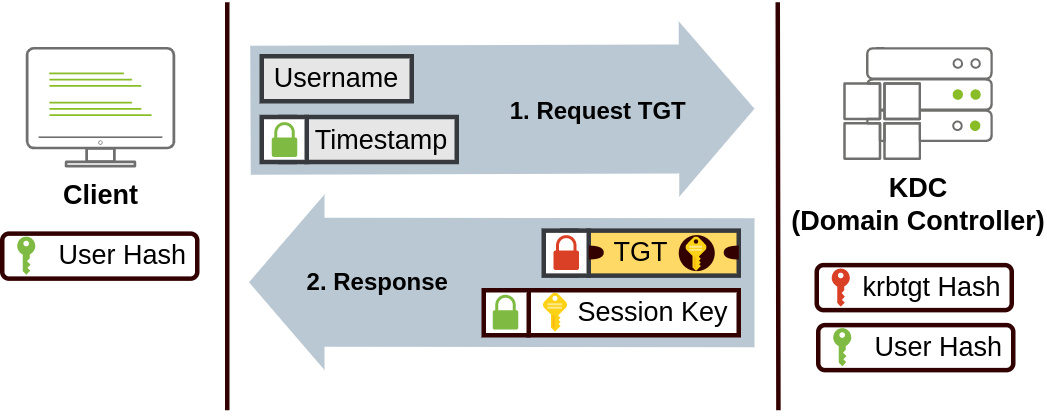 Username
Timestamp
1. Request TGT
Client
User Hash
KDC
(Domain Controller)
TGT
2. Response
Session Key
krbtgt Hash
User Hash